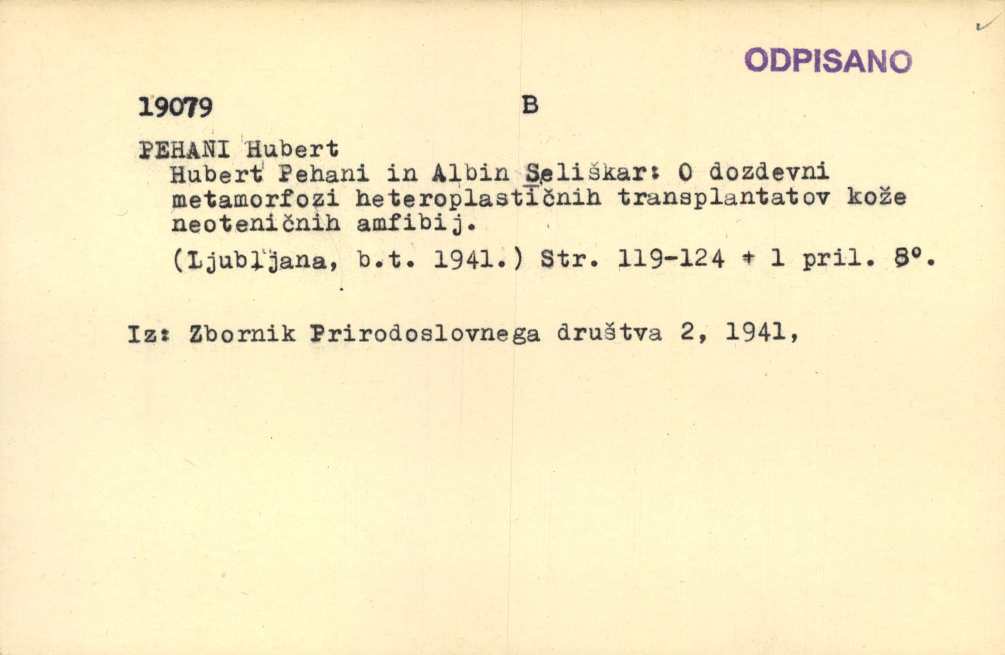 ODPISANO
19079 B
PEHANI Hubert
Hubert Pehani in Albin Seliškar: O dozdevni
metamorfozi heteroplastičnih transplantatov kože
neoteničnih amfibij.
(Ljubljana, b.t. 1941.) Str. 119-124 + 1 pril. 8°.
Iz: Zbornik Prirodoslovnega društva 2, 1941,